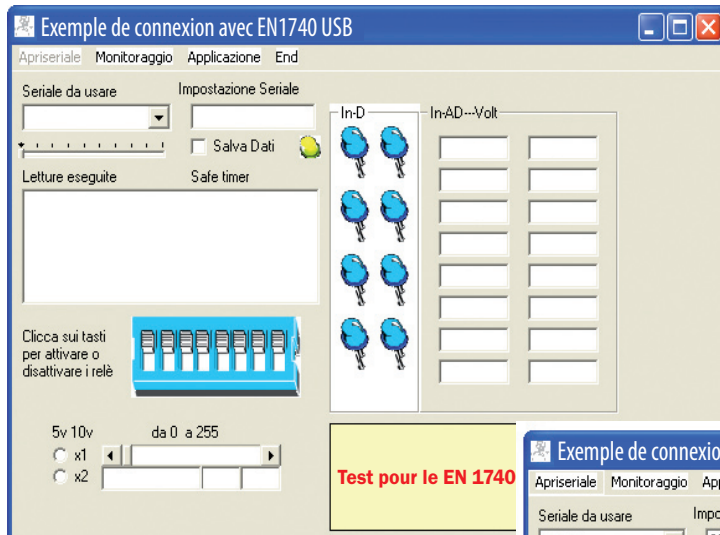 Exemple de connexion avec EN1740 USB
Apriseriale Monitoraggio Applicazione End
Seriale da usare Impostazione Seriale
Salva Dati
Letture eseguite Safe timer
In-D
In-AD---Volt
Clicca sui tasti
per attivare o
disattivare i relè
5v 10v da 0 a 255
x1
x2
Test pour le EN 1740
Exemple de connexio
Apriseriale Monitoraggio App
Seriale da usare Impo